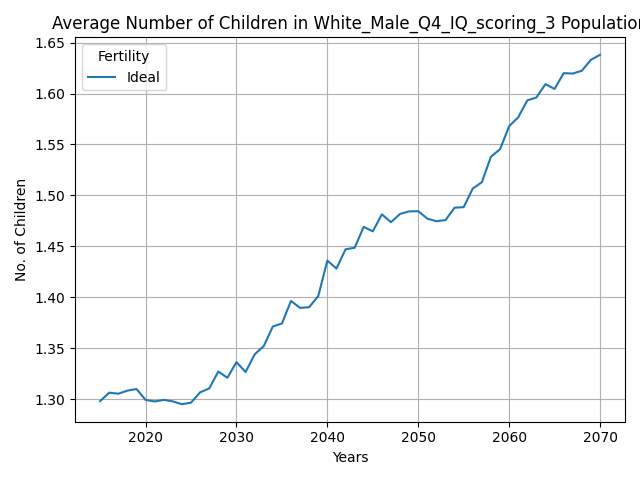 Average Number of Children in White_Male_Q4_IQ_scoring_3 Population
Fertility
Ideal
No. of Children
1.65
1.60
1.55
1.50
1.45
1.40
1.35
1.30
2020 2030 2040 2050 2060 2070
Years